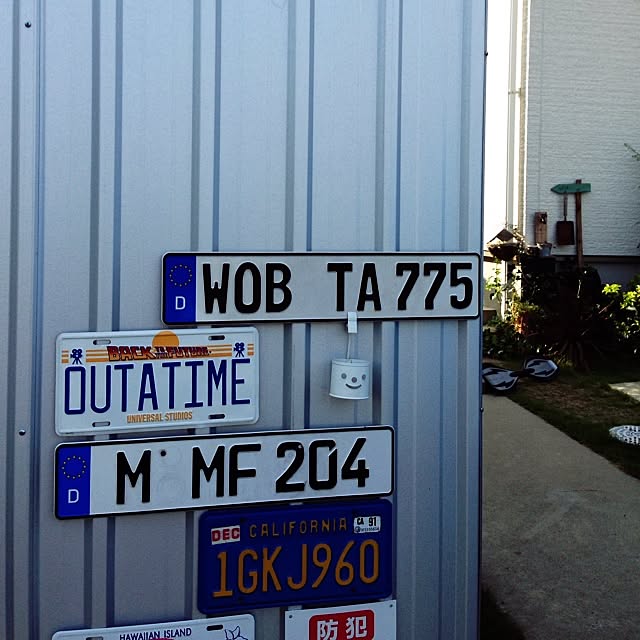 D
WOB TA 775
BACK TO THE FUTURE
OUTATIME
UNIVERSAL STUDIOS
D
M MF 204
DEC CALIFORNIA CA 91
1GKJ960
HAWAIIAN ISLAND
防犯